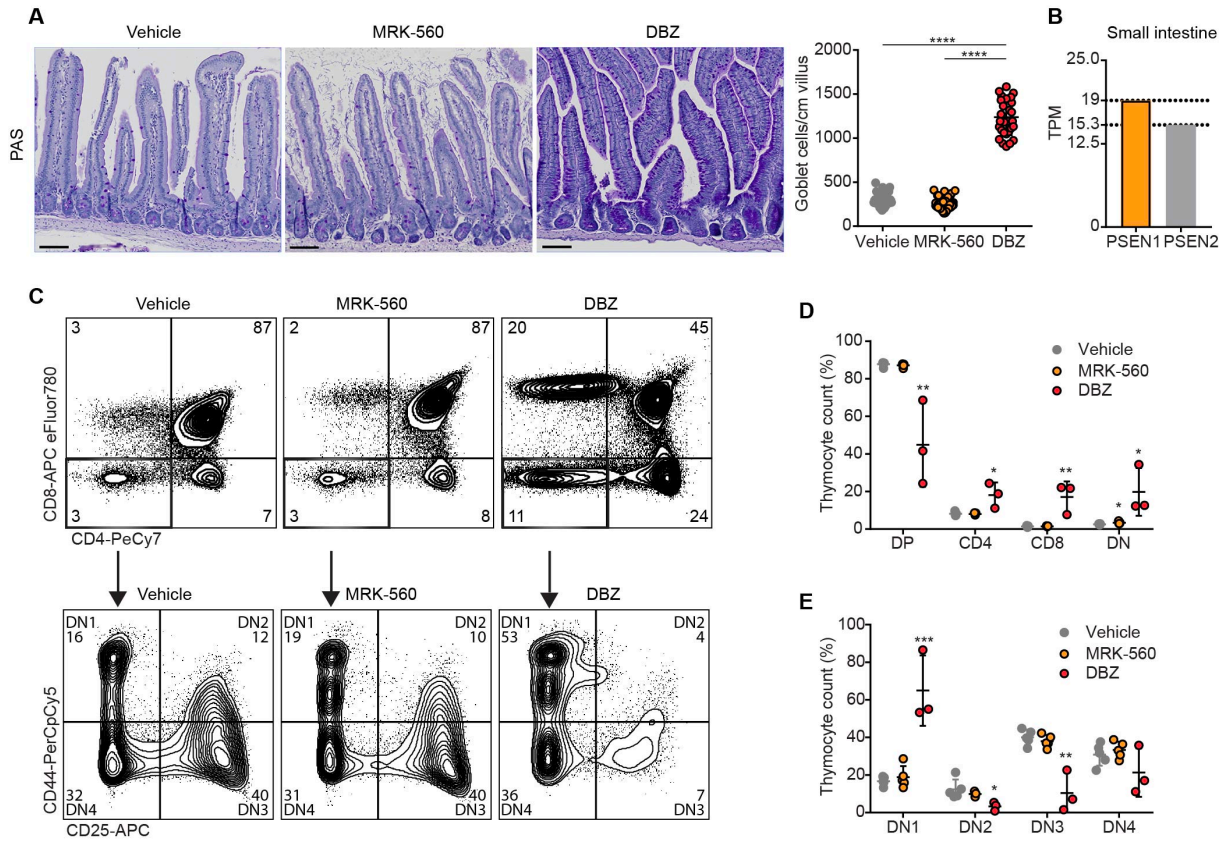 A
Vehicle
MRK-560
DBZ
PAS
****
****
Goblet cells/cm villus
2000
1500
1000
500
0
Vehicle MRK-560 DBZ
B
Small intestine
TPM
25.0
19
15.3
12.5
0
PSEN1 PSEN2
C
Vehicle
MRK-560
DBZ
3 87
2 87
20 45
3 7
3 8
11 24
CD8-APC eFluor780
CD4-PeCy7
Vehicle
MRK-560
DBZ
DN1 DN2
16 12
DN1 DN2
19 10
DN1 DN2
53 4
32 40
DN4 DN3
31 40
DN4 DN3
36 7
DN4 DN3
CD44-PerCpCy5
CD25-APC
D
Thymocyte count (%)
100
80
60
40
20
0
Vehicle
MRK-560
DBZ
**
*
**
*
*
DP CD4 CD8 DN
E
Thymocyte count (%)
100
80
60
40
20
0
Vehicle
MRK-560
DBZ
***
*
**
DN1 DN2 DN3 DN4